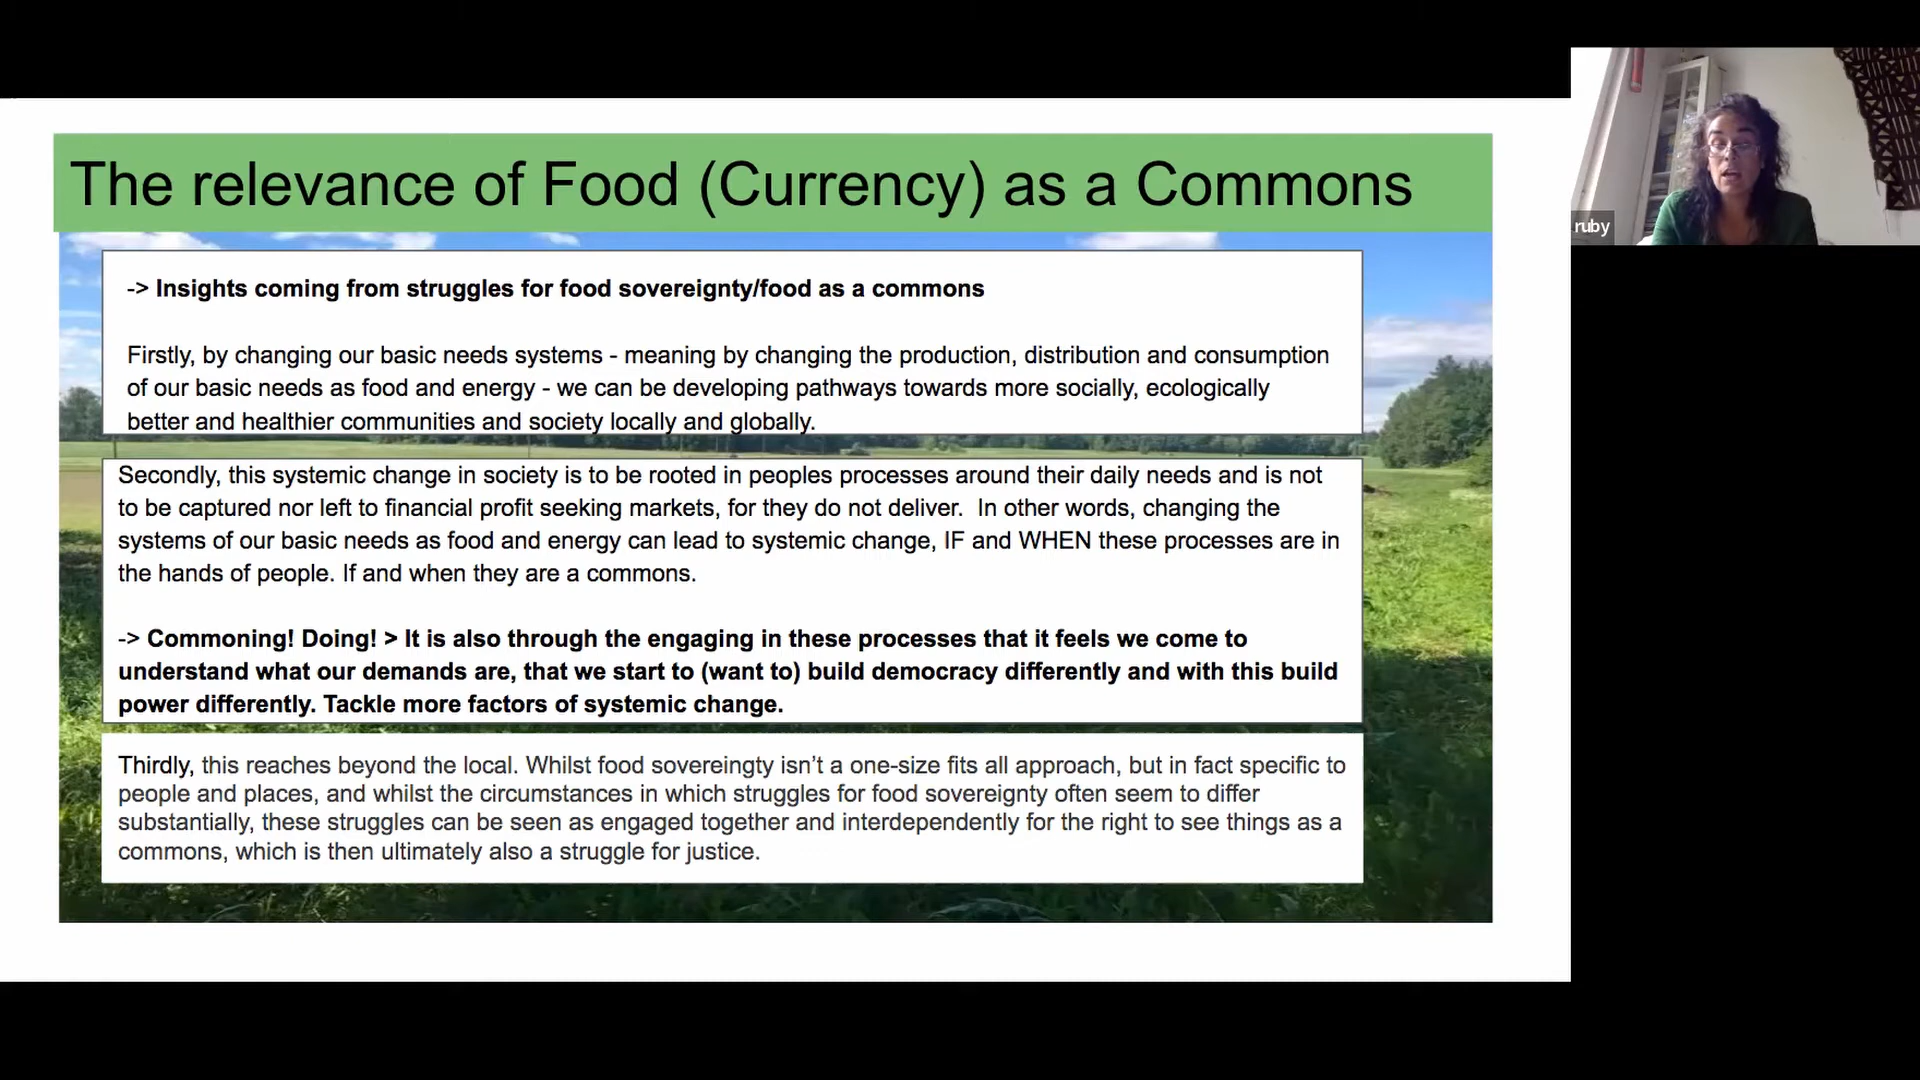 The relevance of Food (Currency) as a Commons
-> Insights coming from struggles for food sovereignty/food as a commons
Firstly, by changing our basic needs systems - meaning by changing the production, distribution and consumption
of our basic needs as food and energy - we can be developing pathways towards more socially, ecologically
better and healthier communities and society locally and globally.
Secondly, this systemic change in society is to be rooted in peoples processes around their daily needs and is not
to be captured nor left to financial profit seeking markets, for they do not deliver.  In other words, changing the
systems of our basic needs as food and energy can lead to systemic change, IF and WHEN these processes are in
the hands of people. If and when they are a commons.
-> Commoning! Doing! > It is also through the engaging in these processes that it feels we come to
understand what our demands are, that we start to (want to) build democracy differently and with this build
power differently. Tackle more factors of systemic change.
Thirdly, this reaches beyond the local. Whilst food sovereingty isn't a one-size fits all approach, but in fact specific to
people and places, and whilst the circumstances in which struggles for food sovereignty often seem to differ
substantially, these struggles can be seen as engaged together and interdependently for the right to see things as a
commons, which is then ultimately also a struggle for justice.
ruby